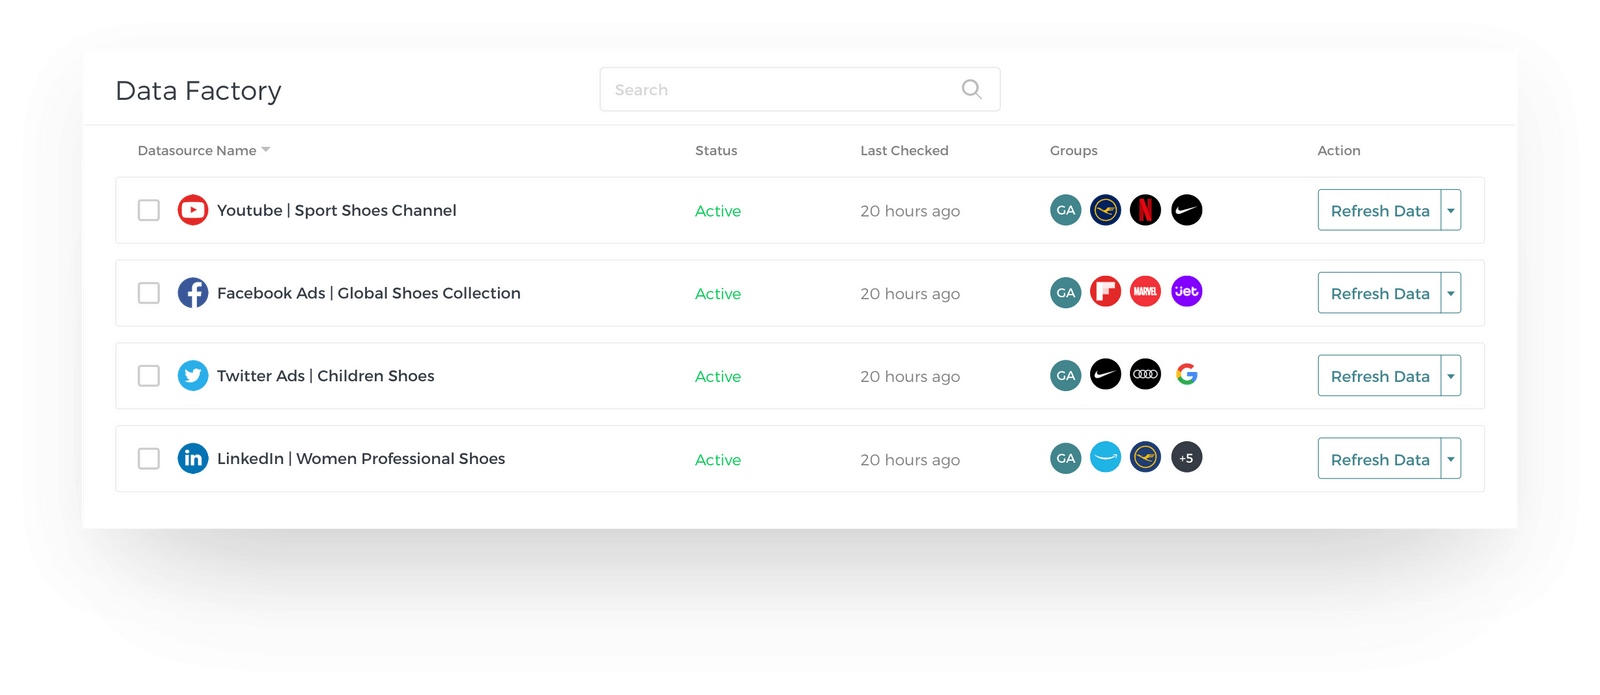 Data Factory
Search
Datasource Name Status Last Checked Groups Action
Youtube | Sport Shoes Channel Active 20 hours ago GA N Refresh Data
Facebook Ads | Global Shoes Collection Active 20 hours ago GA MARVEL Jet Refresh Data
Twitter Ads | Children Shoes Active 20 hours ago GA G Refresh Data
in LinkedIn | Women Professional Shoes Active 20 hours ago GA +5 Refresh Data